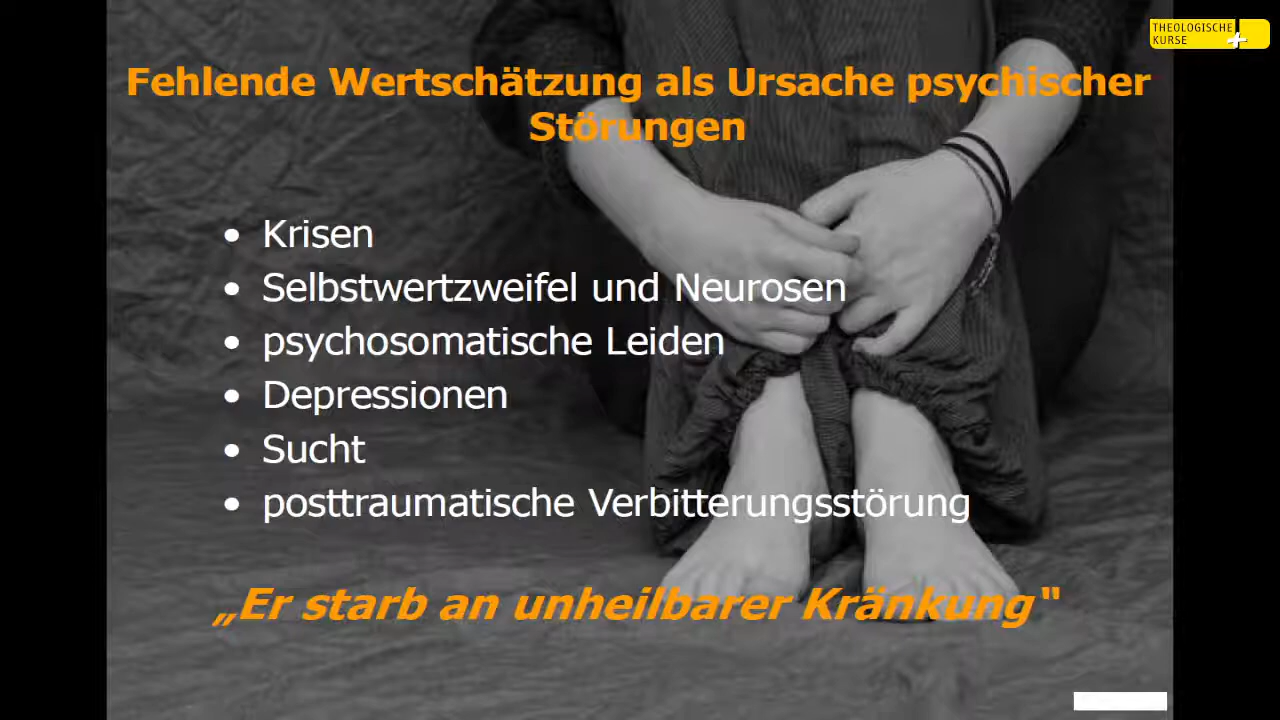 THEOLOGISCHE
KURSE
Fehlende Wertschätzung als Ursache psychischer
Störungen
• Krisen
• Selbstwertzweifel und Neurosen
• psychosomatische Leiden
• Depressionen
• Sucht
• posttraumatische Verbitterungsstörung
„Er starb an unheilbarer Kränkung"